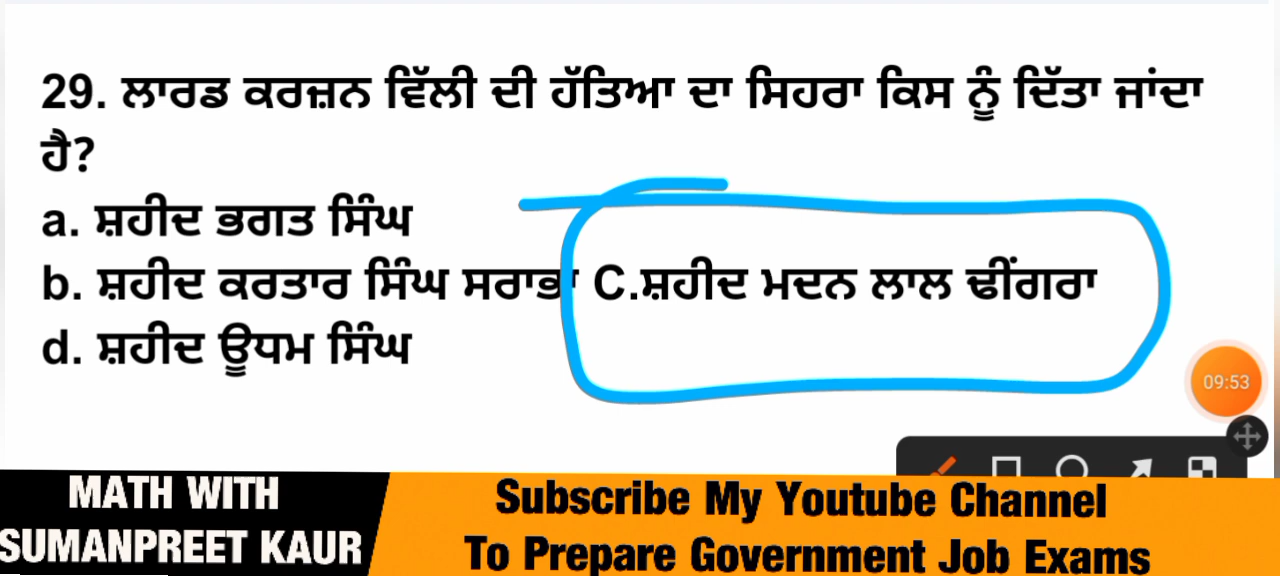 29. ਲਾਰਡ ਕਰਜ਼ਨ ਵਿੱਲੀ ਦੀ ਹੱਤਿਆ ਦਾ ਸਿਹਰਾ ਕਿਸ ਨੂੰ ਦਿੱਤਾ ਜਾਂਦਾ
ਹੈ?
a. ਸ਼ਹੀਦ ਭਗਤ ਸਿੰਘ
b. ਸ਼ਹੀਦ ਕਰਤਾਰ ਸਿੰਘ ਸਰਾਭਾ C.ਸ਼ਹੀਦ ਮਦਨ ਲਾਲ ਢੀਂਗਰਾ
d. ਸ਼ਹੀਦ ਊਧਮ ਸਿੰਘ
09:53
MATH WITH
SUMANPREET KAUR
Subscribe My Youtube Channel
To Prepare Government Job Exams